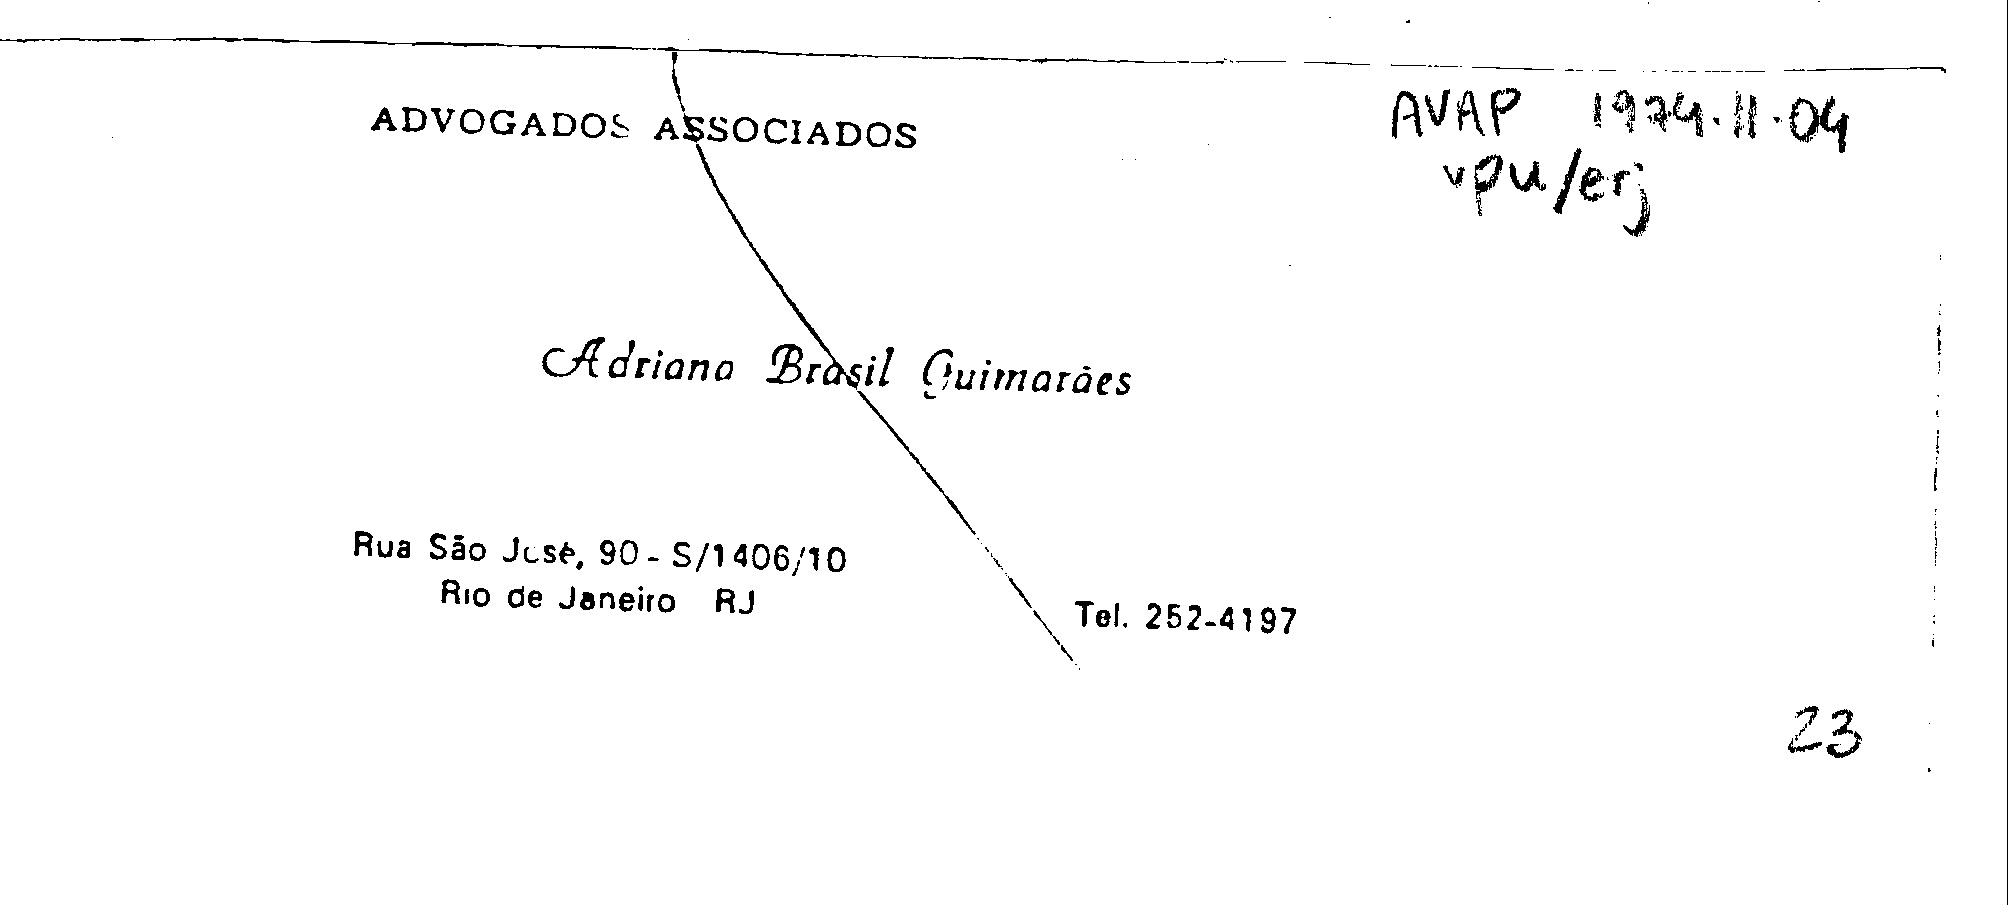 AVAP 1974.11.04
vpu/erj
ADVOGADOS ASSOCIADOS
Adriano Brasil Guimarães
Rua São José, 90 - S/1406/10
Rio de Janeiro RJ
Tel. 252-4197
23